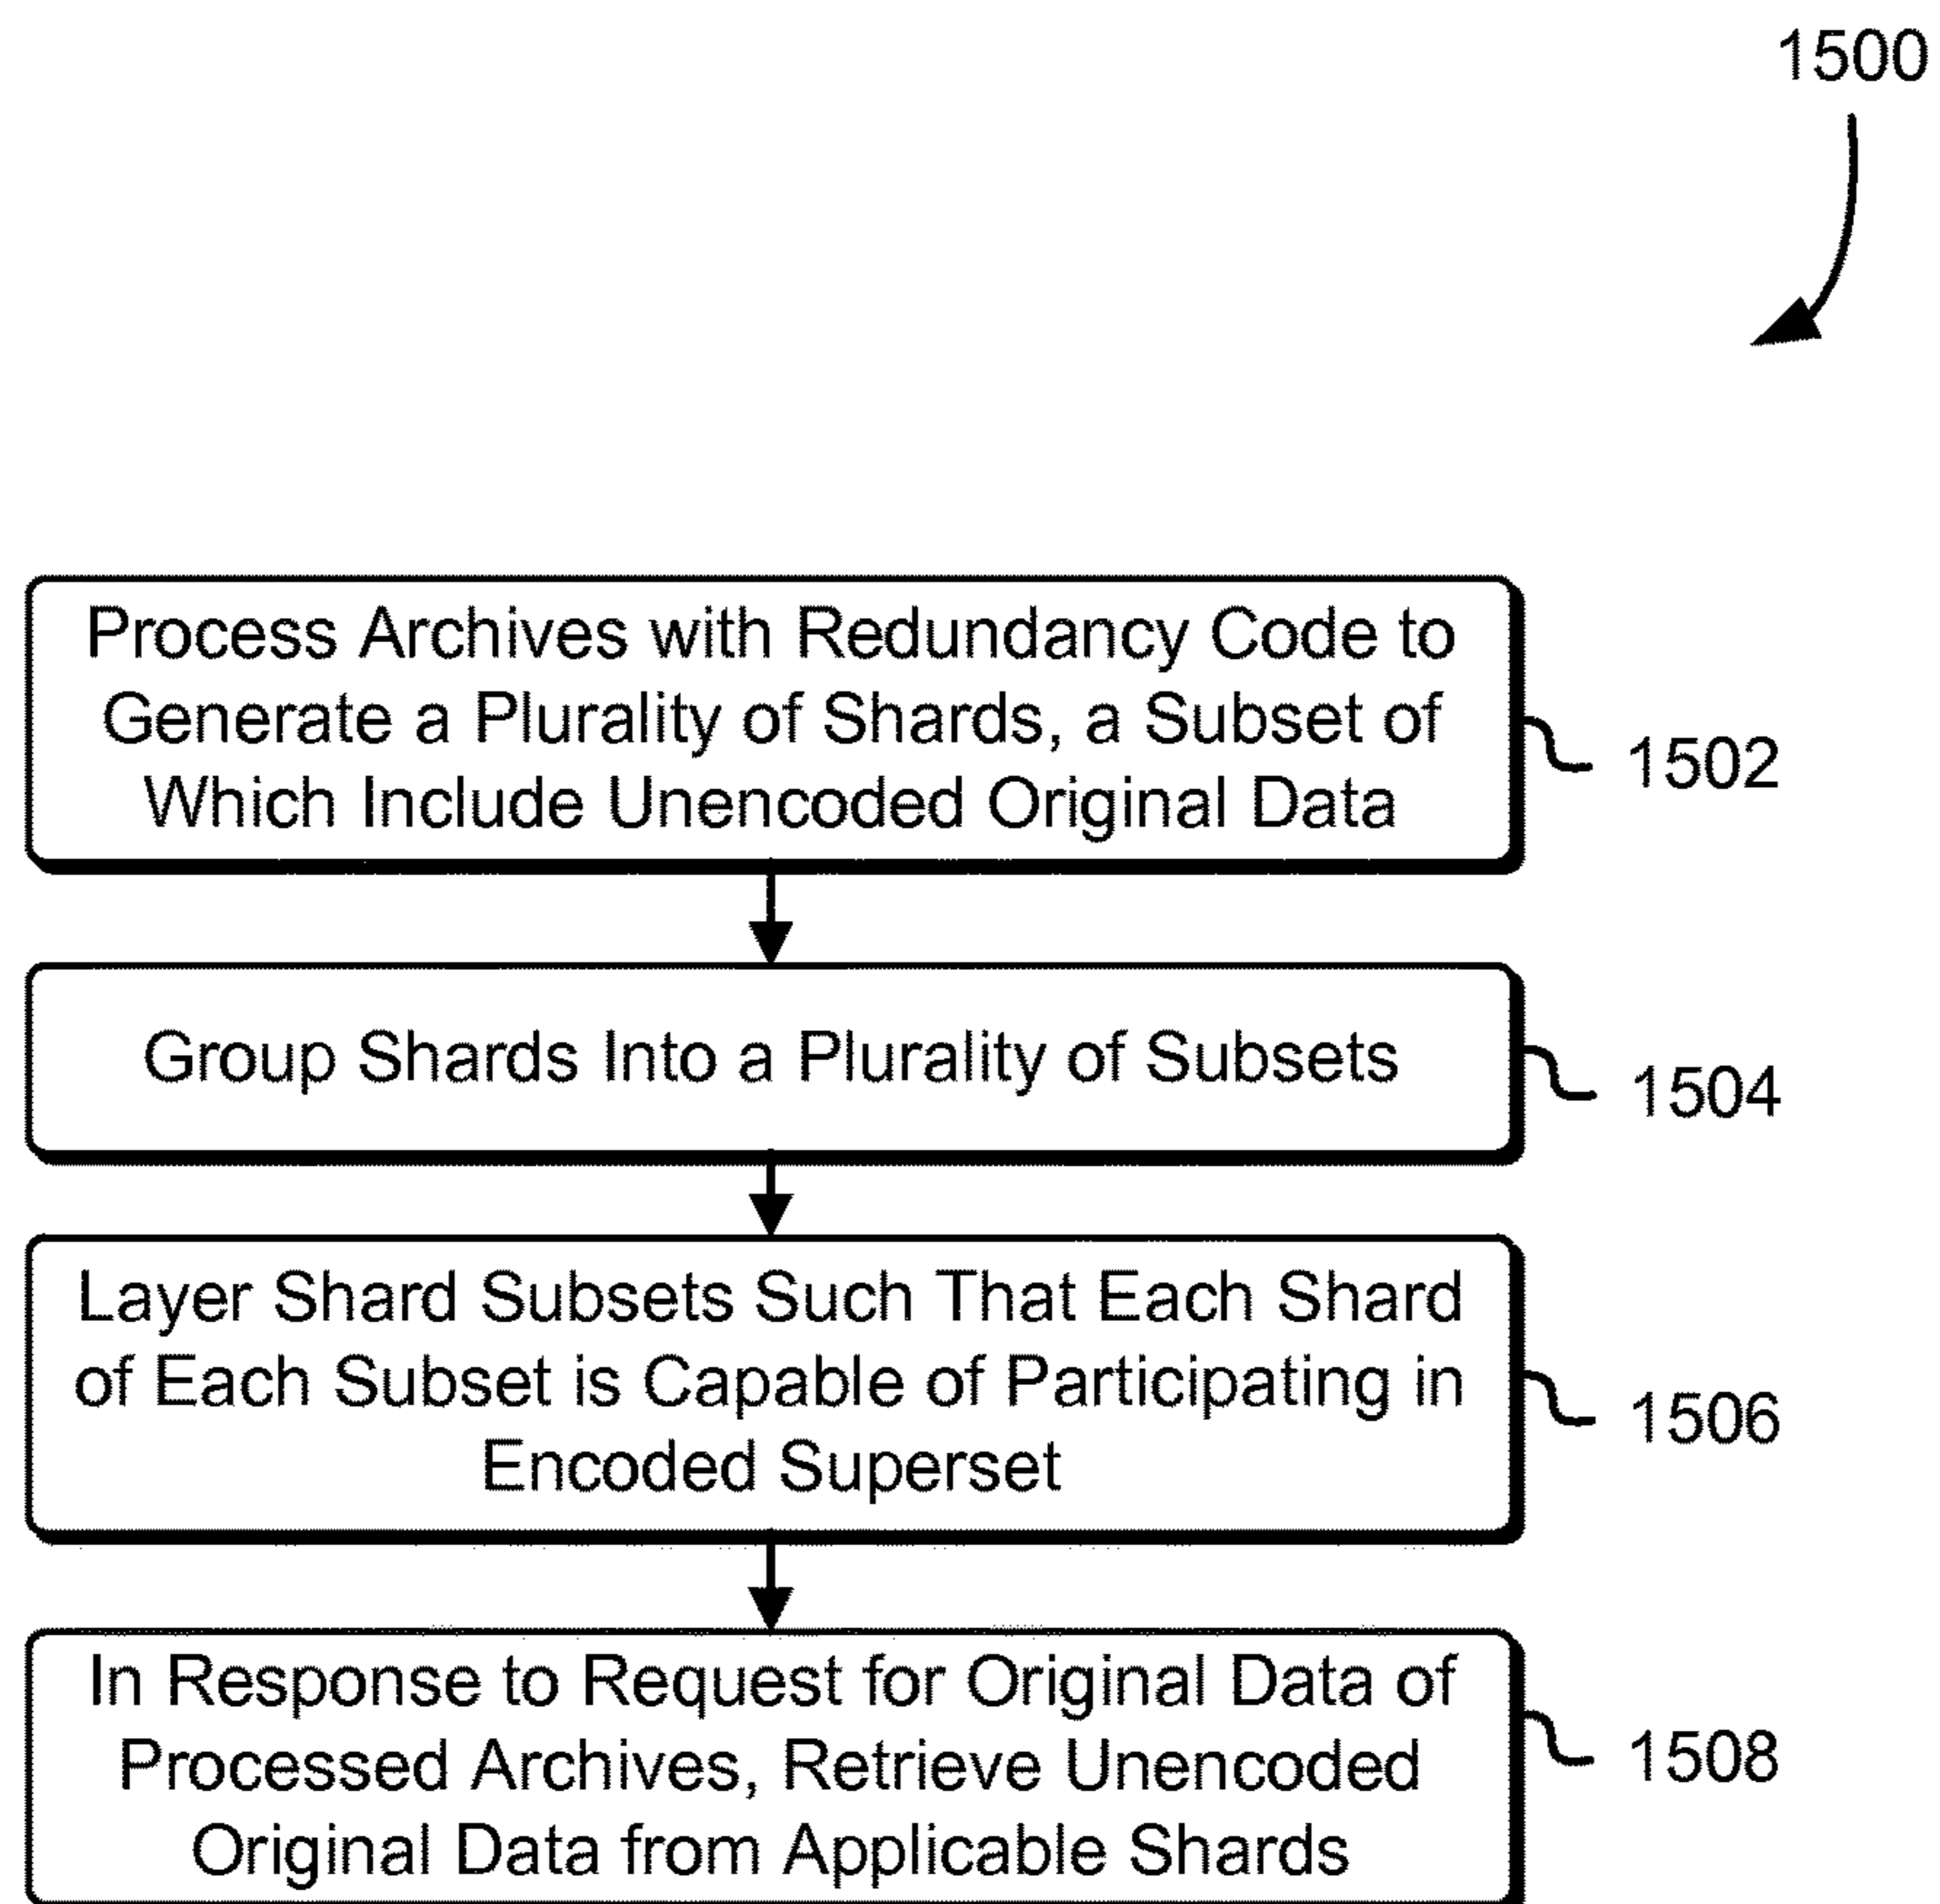 1500
Process Archives with Redundancy Code to
Generate a Plurality of Shards, a Subset of
Which Include Unencoded Original Data
1502
Group Shards Into a Plurality of Subsets
1504
Layer Shard Subsets Such That Each Shard
of Each Subset is Capable of Participating in
Encoded Superset
1506
In Response to Request for Original Data of
Processed Archives, Retrieve Unencoded
Original Data from Applicable Shards
1508